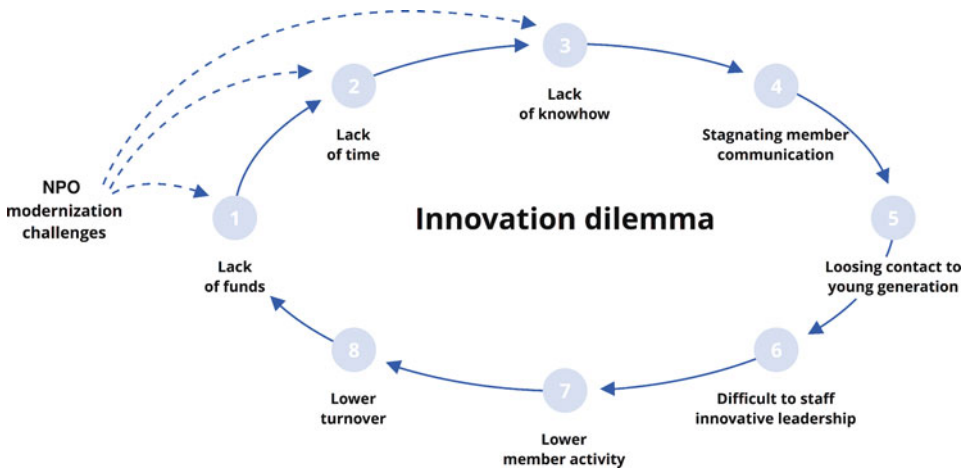 3
2
4
Lack
of knowhow
Lack
of time
Stagnating member
communication
NPO
modernization
challenges
1
Innovation dilemma
5
Lack
of funds
Loosing contact to
young generation
8
6
7
Lower
turnover
Difficult to staff
innovative leadership
Lower
member activity